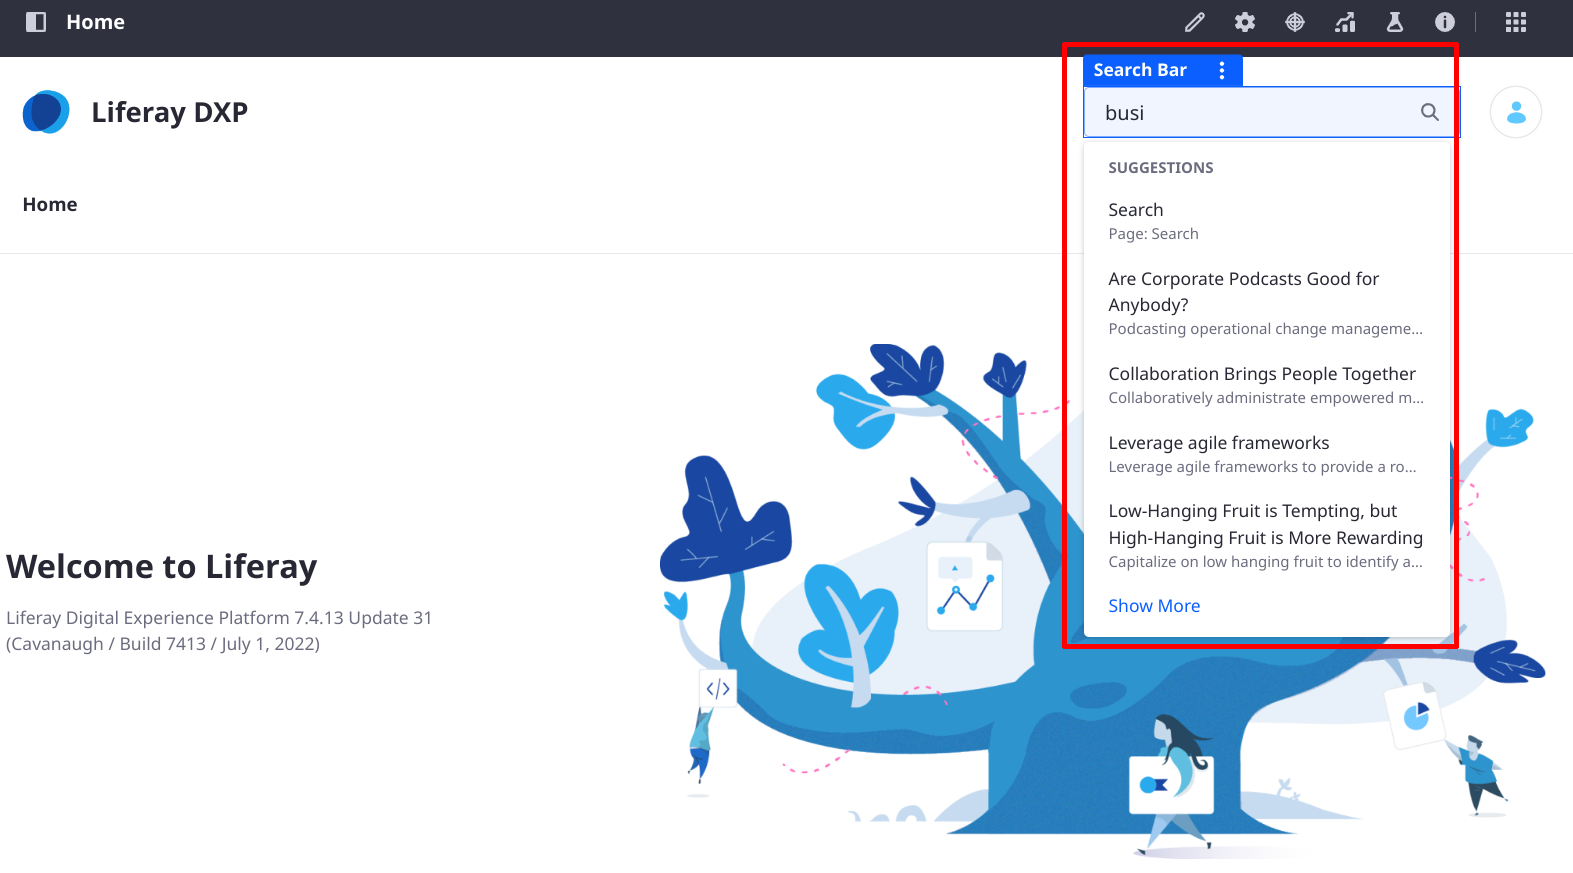 Home
Search Bar
Liferay DXP
busi
SUGGESTIONS
Search
Page: Search
Are Corporate Podcasts Good for
Anybody?
Podcasting operational change manageme...
Collaboration Brings People Together
Collaboratively administrate empowered m...
Leverage agile frameworks
Leverage agile frameworks to provide a ro...
Low-Hanging Fruit is Tempting, but
High-Hanging Fruit is More Rewarding
Capitalize on low hanging fruit to identify a...
Show More
Home
Welcome to Liferay
Liferay Digital Experience Platform 7.4.13 Update 31
(Cavanaugh / Build 7413 / July 1, 2022)
</>